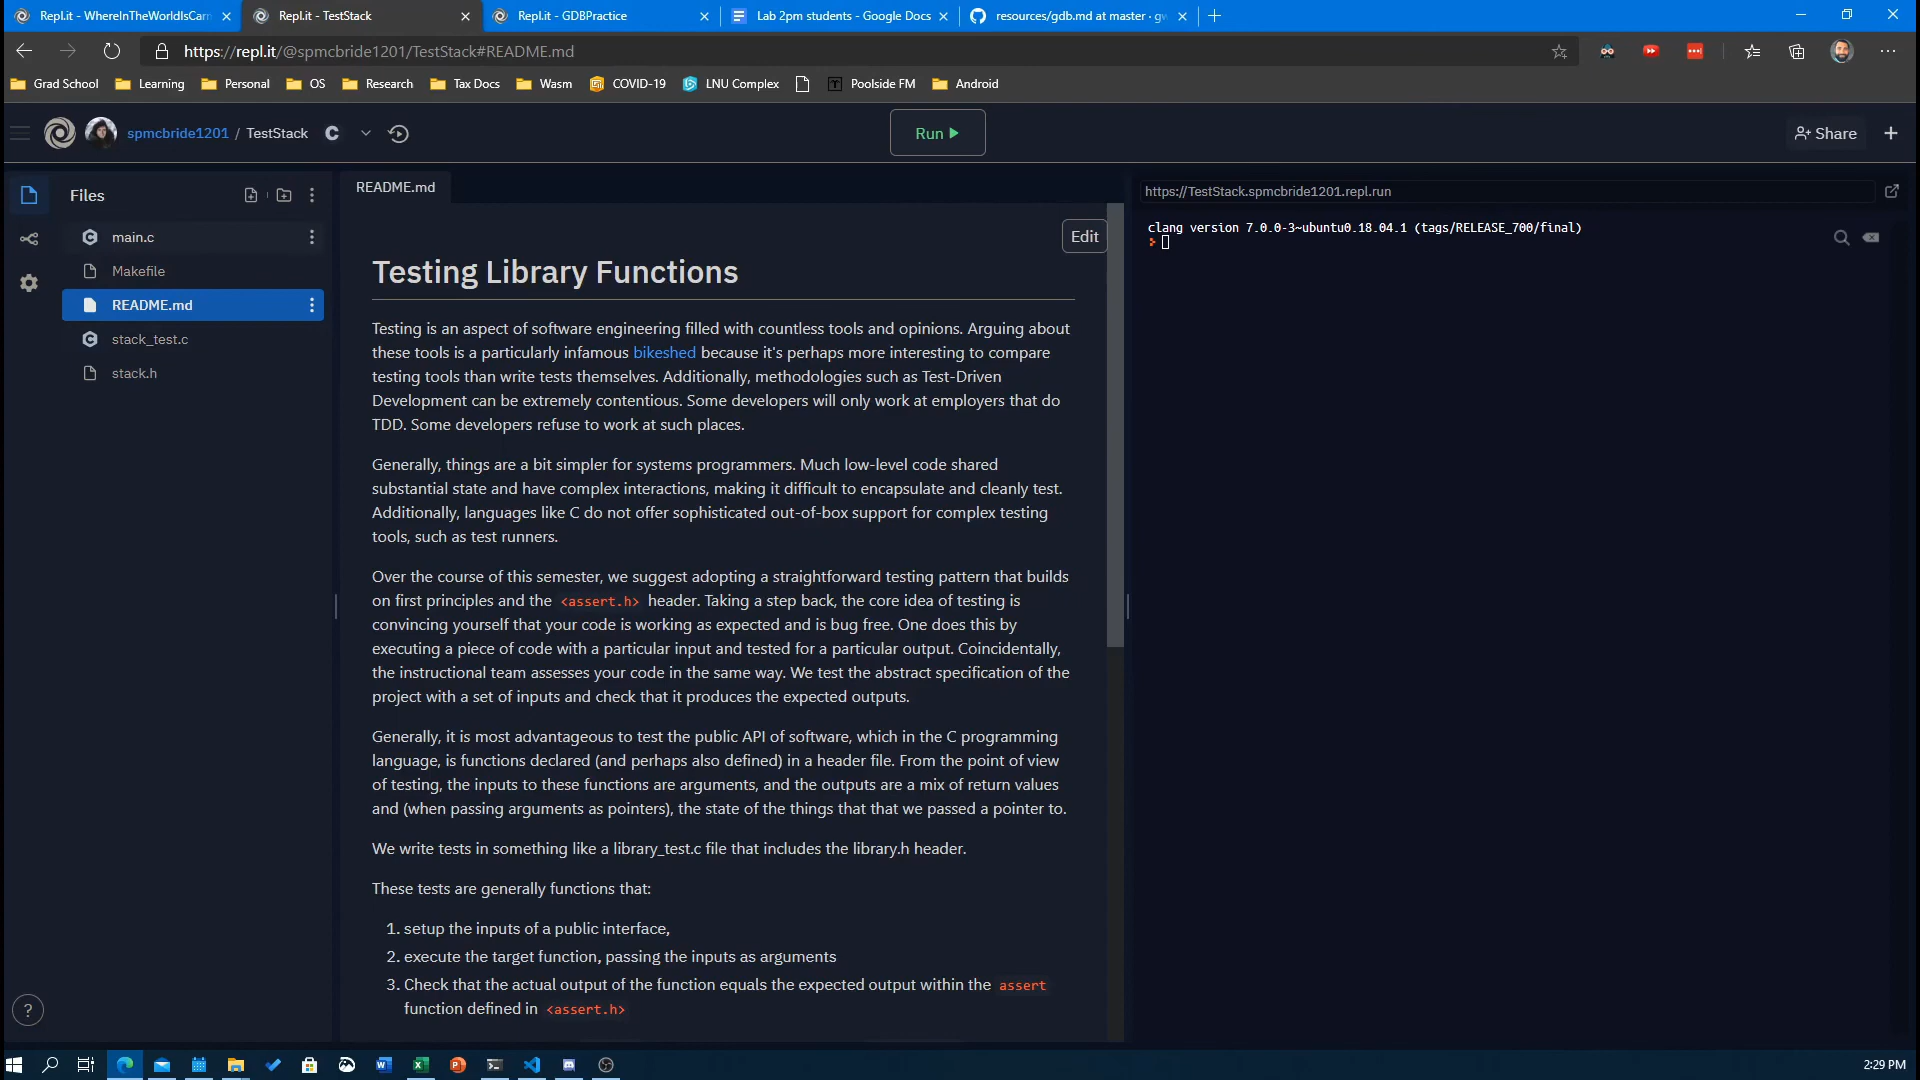 Repl.it - WhereInTheWorldIsCarm
Repl.it - TestStack
Repl.it - GDBPractice
Lab 2pm students - Google Docs
resources/gdb.md at master · gw
https://repl.it/@spmcbride1201/TestStack#README.md
Grad School
Learning
Personal
OS
Research
Tax Docs
Wasm
COVID-19
LNU Complex
Poolside FM
Android
spmcbride1201 / TestStack
Run
Share
Files
main.c
Makefile
README.md
stack_test.c
stack.h
README.md
Edit
Testing Library Functions
Testing is an aspect of software engineering filled with countless tools and opinions. Arguing about
these tools is a particularly infamous bikeshed because it's perhaps more interesting to compare
testing tools than write tests themselves. Additionally, methodologies such as Test-Driven
Development can be extremely contentious. Some developers will only work at employers that do
TDD. Some developers refuse to work at such places.
Generally, things are a bit simpler for systems programmers. Much low-level code shared
substantial state and have complex interactions, making it difficult to encapsulate and cleanly test.
Additionally, languages like C do not offer sophisticated out-of-box support for complex testing
tools, such as test runners.
Over the course of this semester, we suggest adopting a straightforward testing pattern that builds
on first principles and the <assert.h> header. Taking a step back, the core idea of testing is
convincing yourself that your code is working as expected and is bug free. One does this by
executing a piece of code with a particular input and tested for a particular output. Coincidentally,
the instructional team assesses your code in the same way. We test the abstract specification of the
project with a set of inputs and check that it produces the expected outputs.
Generally, it is most advantageous to test the public API of software, which in the C programming
language, is functions declared (and perhaps also defined) in a header file. From the point of view
of testing, the inputs to these functions are arguments, and the outputs are a mix of return values
and (when passing arguments as pointers), the state of the things that that we passed a pointer to.
We write tests in something like a library_test.c file that includes the library.h header.
These tests are generally functions that:
1. setup the inputs of a public interface,
2. execute the target function, passing the inputs as arguments
3. Check that the actual output of the function equals the expected output within the assert
function defined in <assert.h>
https://TestStack.spmcbride1201.repl.run
clang version 7.0.0-3~ubuntu0.18.04.1 (tags/RELEASE_700/final)
2:29 PM